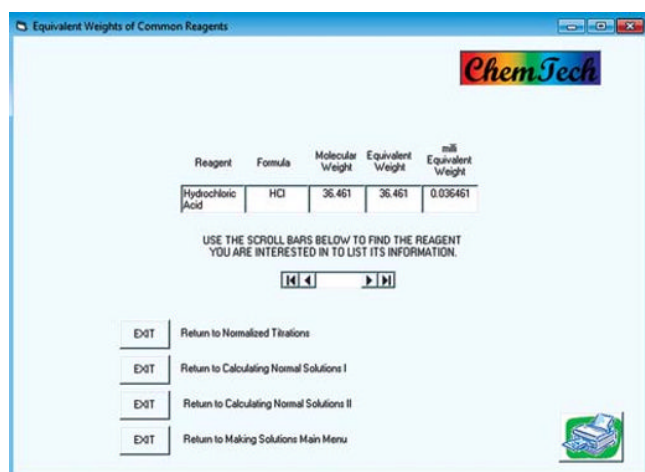 Equivalent Weights of Common Reagents
ChemTech
Reagent Formula Molecular Weight Equivalent Weight milli Equivalent Weight
Hydrochloric Acid HCl 36.461 36.461 0.036461
USE THE SCROLL BARS BELOW TO FIND THE REAGENT
YOU ARE INTERESTED IN TO LIST ITS INFORMATION.
EXIT Return to Normalized Titrations
EXIT Return to Calculating Normal Solutions I
EXIT Return to Calculating Normal Solutions II
EXIT Return to Making Solutions Main Menu